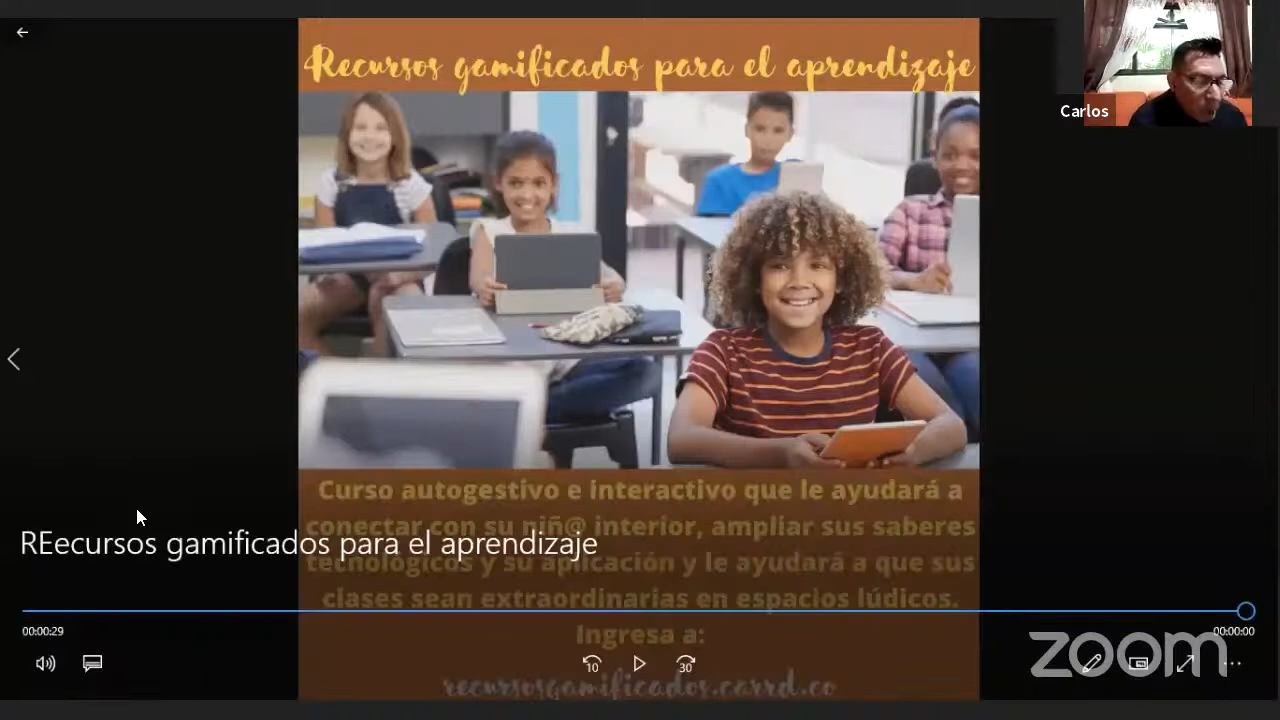 Recursos gamificados para el aprendizaje
Carlos
Curso autogestivo e interactivo que le ayudará a
conectar con su niñ@ interior, ampliar sus saberes
REecursos gamificados para el aprendizaje
tecnológicos y su aplicación y le ayudará a que sus
clases sean extraordinarias en espacios lúdicos.
Ingresa a:
recursosgamificados.carrd.co
00:00:29
00:00:00
10
30
zoom